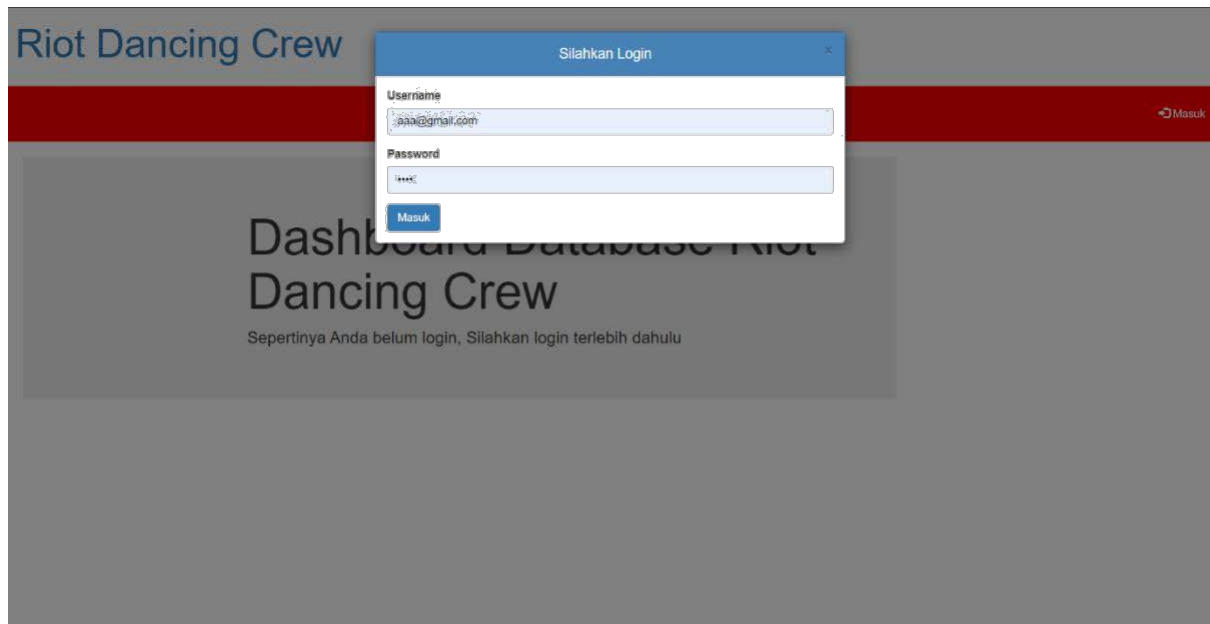 Riot Dancing Crew
Silahkan Login
×
Username
aaa@gmail.com
Masuk
Password
Masuk
Dashboard Database Riot
Dancing Crew
Sepertinya Anda belum login, Silahkan login terlebih dahulu